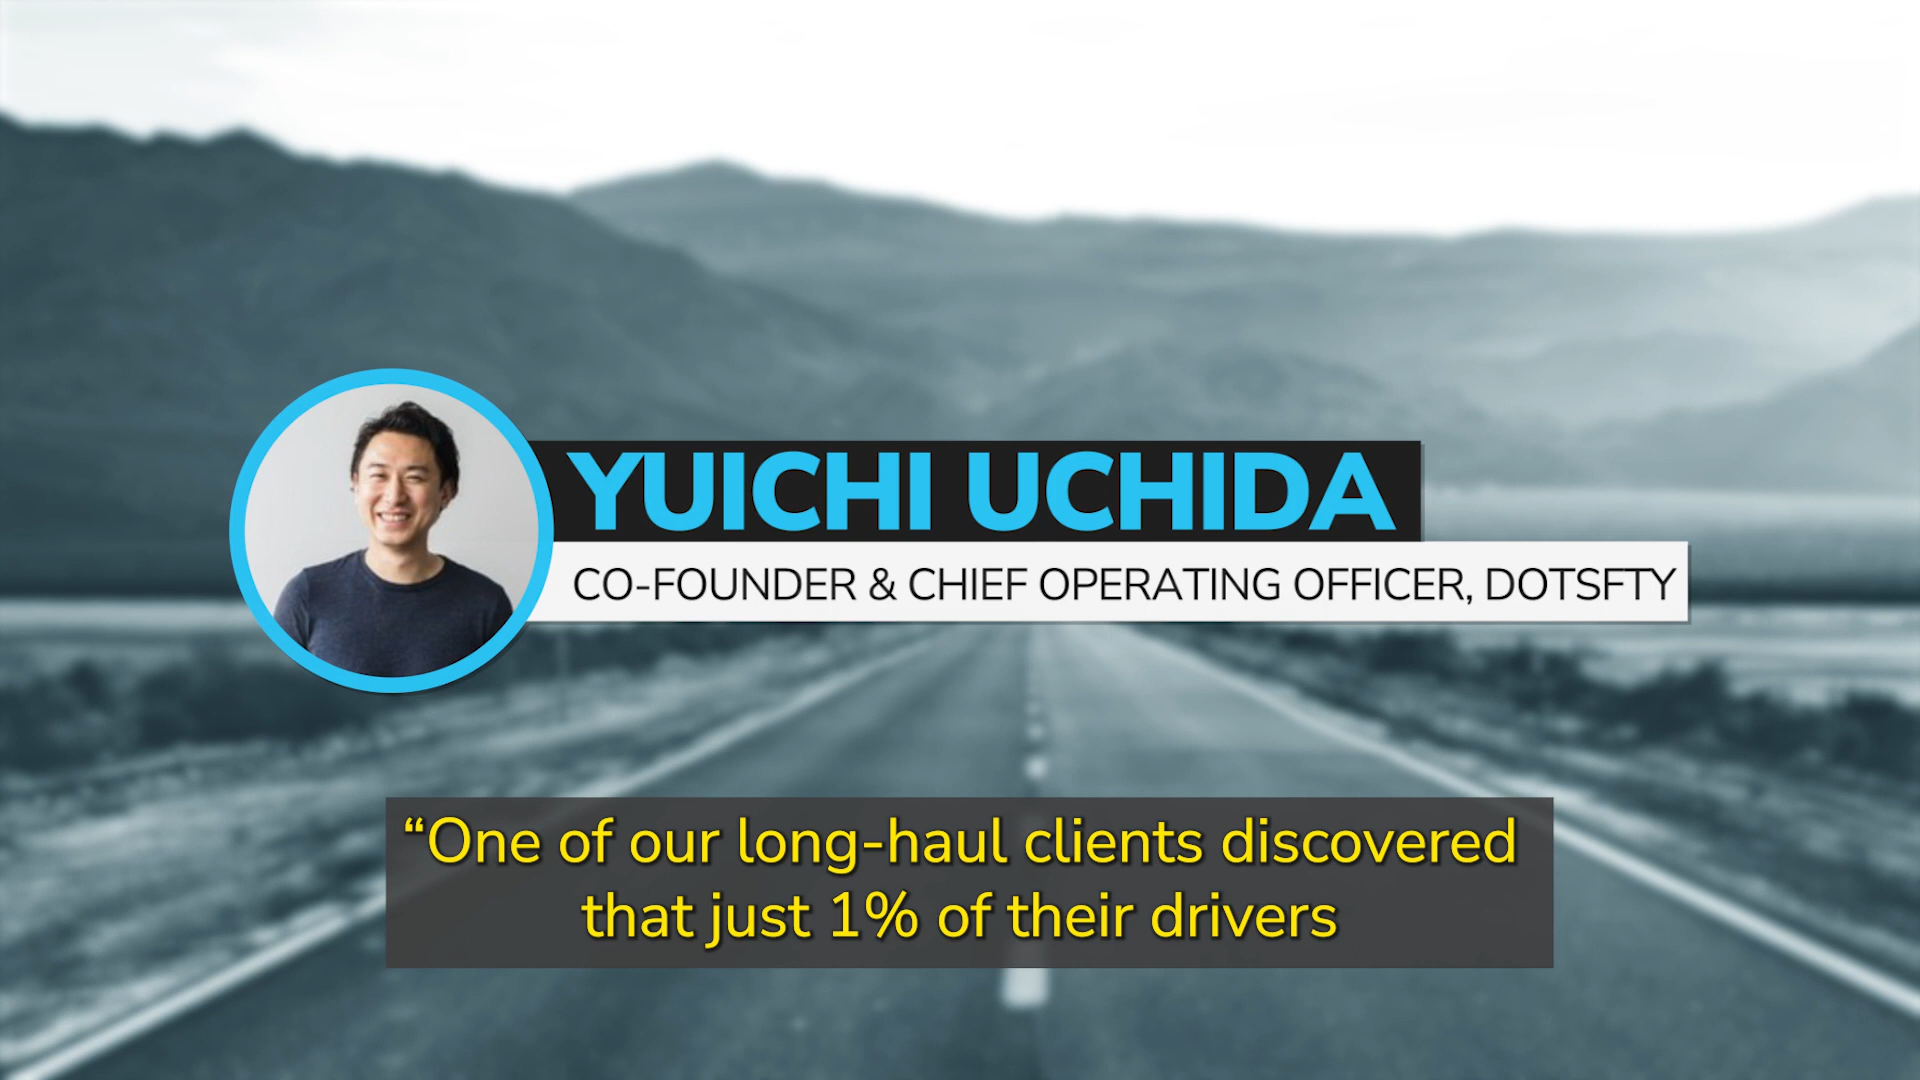 YUICHI UCHIDA
CO-FOUNDER & CHIEF OPERATING OFFICER, DOTSFTY
“One of our long-haul clients discovered
that just 1% of their drivers